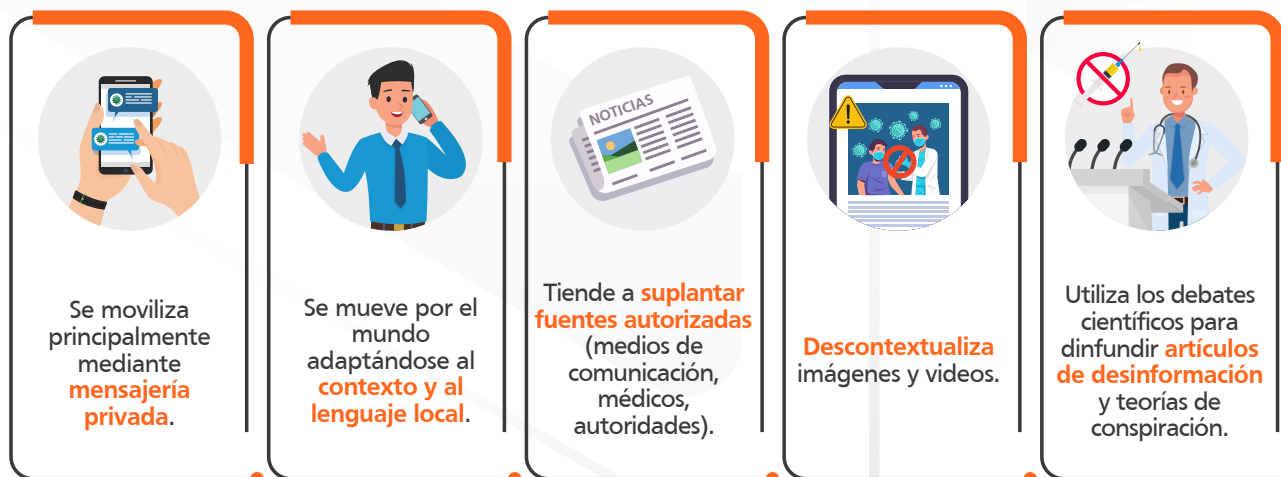 Se moviliza
principalmente
mediante
mensajería
privada.
Se mueve por el
mundo
adaptándose al
contexto y al
lenguaje local.
NOTICIAS
Tiende a suplantar
fuentes autorizadas
(medios de
comunicación,
médicos,
autoridades).
Descontextualiza
imágenes y videos.
Utiliza los debates
científicos para
dinfundir artículos
de desinformación
y teorías de
conspiración.